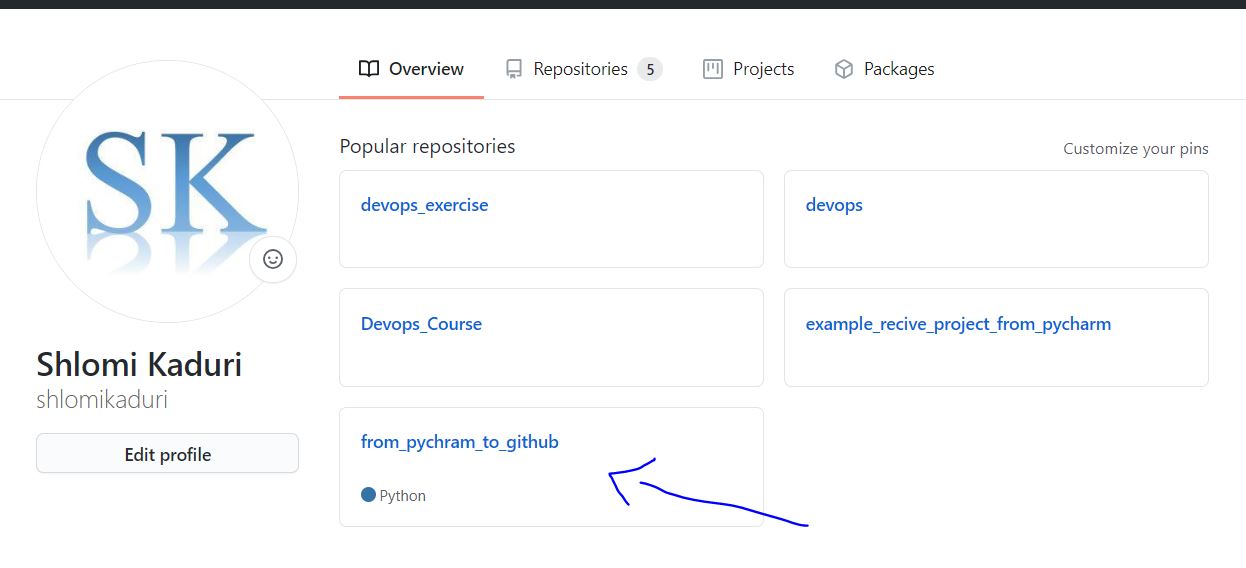 Overview Repositories 5 Projects Packages
SK
Shlomi Kaduri
shlomikaduri
Edit profile
Popular repositories Customize your pins
devops_exercise
devops
Devops_Course
example_recive_project_from_pycharm
from_pychram_to_github
Python